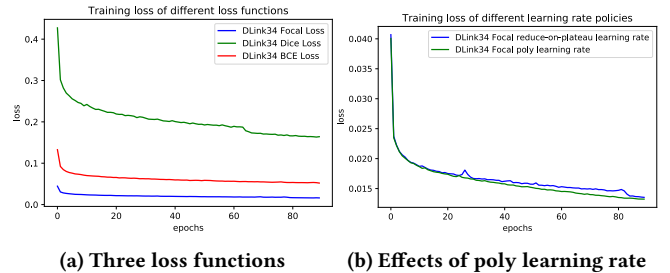 Training loss of different loss functions
DLink34 Focal Loss
DLink34 Dice Loss
DLink34 BCE Loss
loss
0.4
0.3
0.2
0.1
0.0
0 20 40 60 80
epochs
(a) Three loss functions
Training loss of different learning rate policies
DLink34 Focal reduce-on-plateau learning rate
DLink34 Focal poly learning rate
loss
0.040
0.035
0.030
0.025
0.020
0.015
0 20 40 60 80
epochs
(b) Effects of poly learning rate